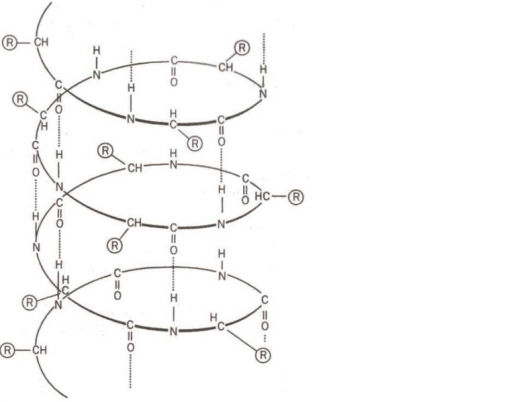 R CH H R
N C CH H
O C H N
R O C H
H N C C
R O C
R H H
CH N O
C N H
O C HC R
H O CH C N
R N O H
H C N
H C O H
R N C
C N H C O
O R CH R